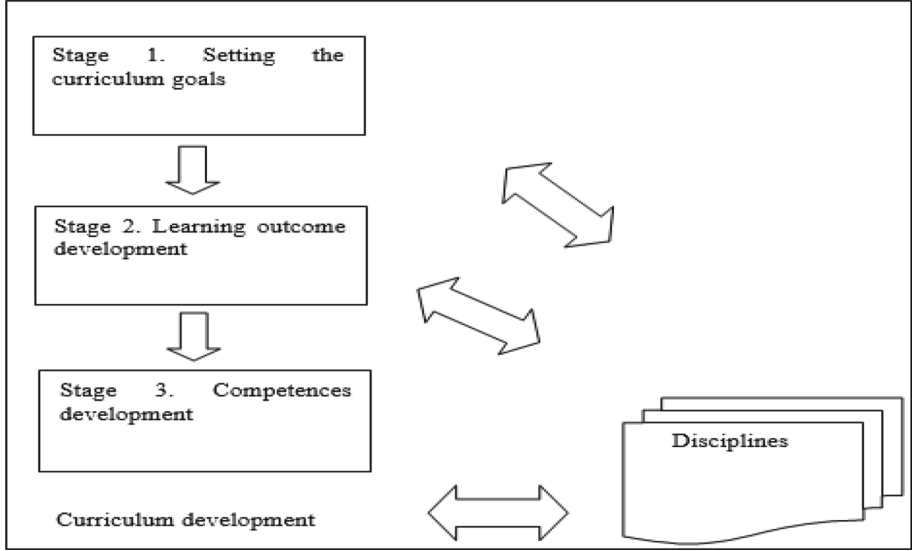 Stage 1. Setting the
curriculum goals
Stage 2. Learning outcome
development
Stage 3. Competences
development
Disciplines
Curriculum development